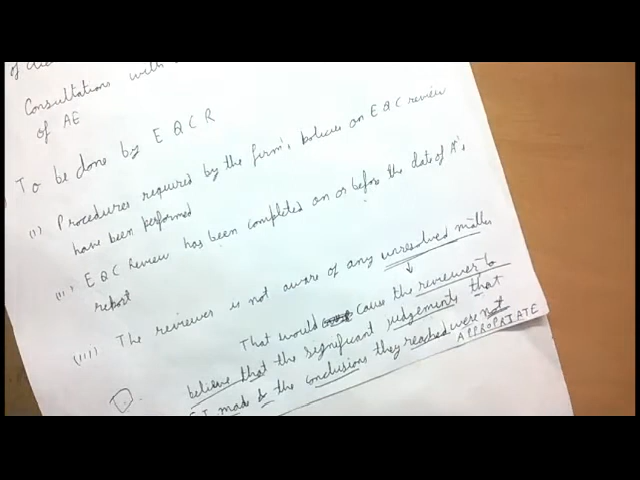 of
Consultations with
of AE
To be done by E Q C R
(i) Procedures required by the firm's policies on E Q C review
have been performed
(ii) E Q C Review has been completed on or before the date of A's
report
(iii) The reviewer is not aware of any unresolved matter
↓
That would cause the reviewer to
believe that the significant judgements that
E T made & the conclusions they reached were not
APPROPRIATE